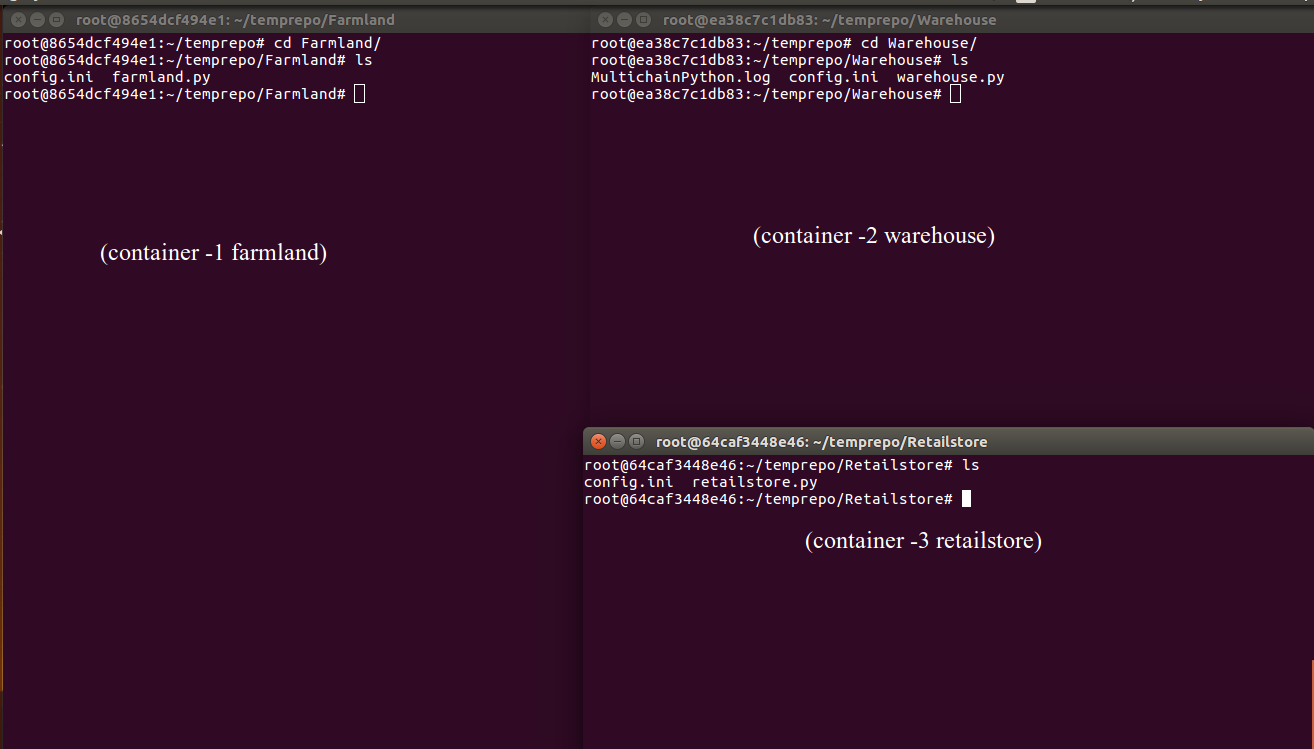 root@8654dcf494e1: ~/temprepo/Farmland
root@8654dcf494e1:~/temprepo# cd Farmland/
root@8654dcf494e1:~/temprepo/Farmland# ls
config.ini  farmland.py
root@8654dcf494e1:~/temprepo/Farmland#
(container -1 farmland)
root@ea38c7c1db83: ~/temprepo/Warehouse
root@ea38c7c1db83:~/temprepo# cd Warehouse/
root@ea38c7c1db83:~/temprepo/Warehouse# ls
MultichainPython.log  config.ini  warehouse.py
root@ea38c7c1db83:~/temprepo/Warehouse#
(container -2 warehouse)
root@64caf3448e46: ~/temprepo/Retailstore
root@64caf3448e46:~/temprepo/Retailstore# ls
config.ini  retailstore.py
root@64caf3448e46:~/temprepo/Retailstore#
(container -3 retailstore)